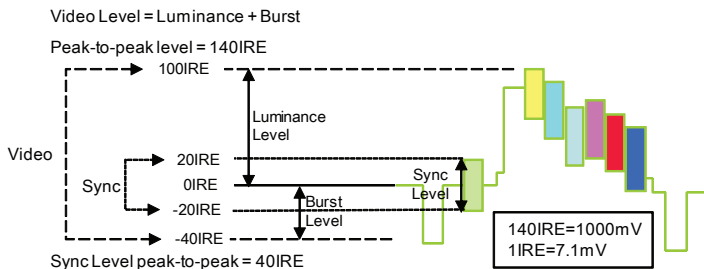 Video Level = Luminance + Burst
Peak-to-peak level = 140IRE
100IRE
Luminance
Level
Video
20IRE
Sync
0IRE
Sync
Level
-20IRE
Burst
Level
-40IRE
Sync Level peak-to-peak = 40IRE
140IRE=1000mV
1IRE=7.1mV